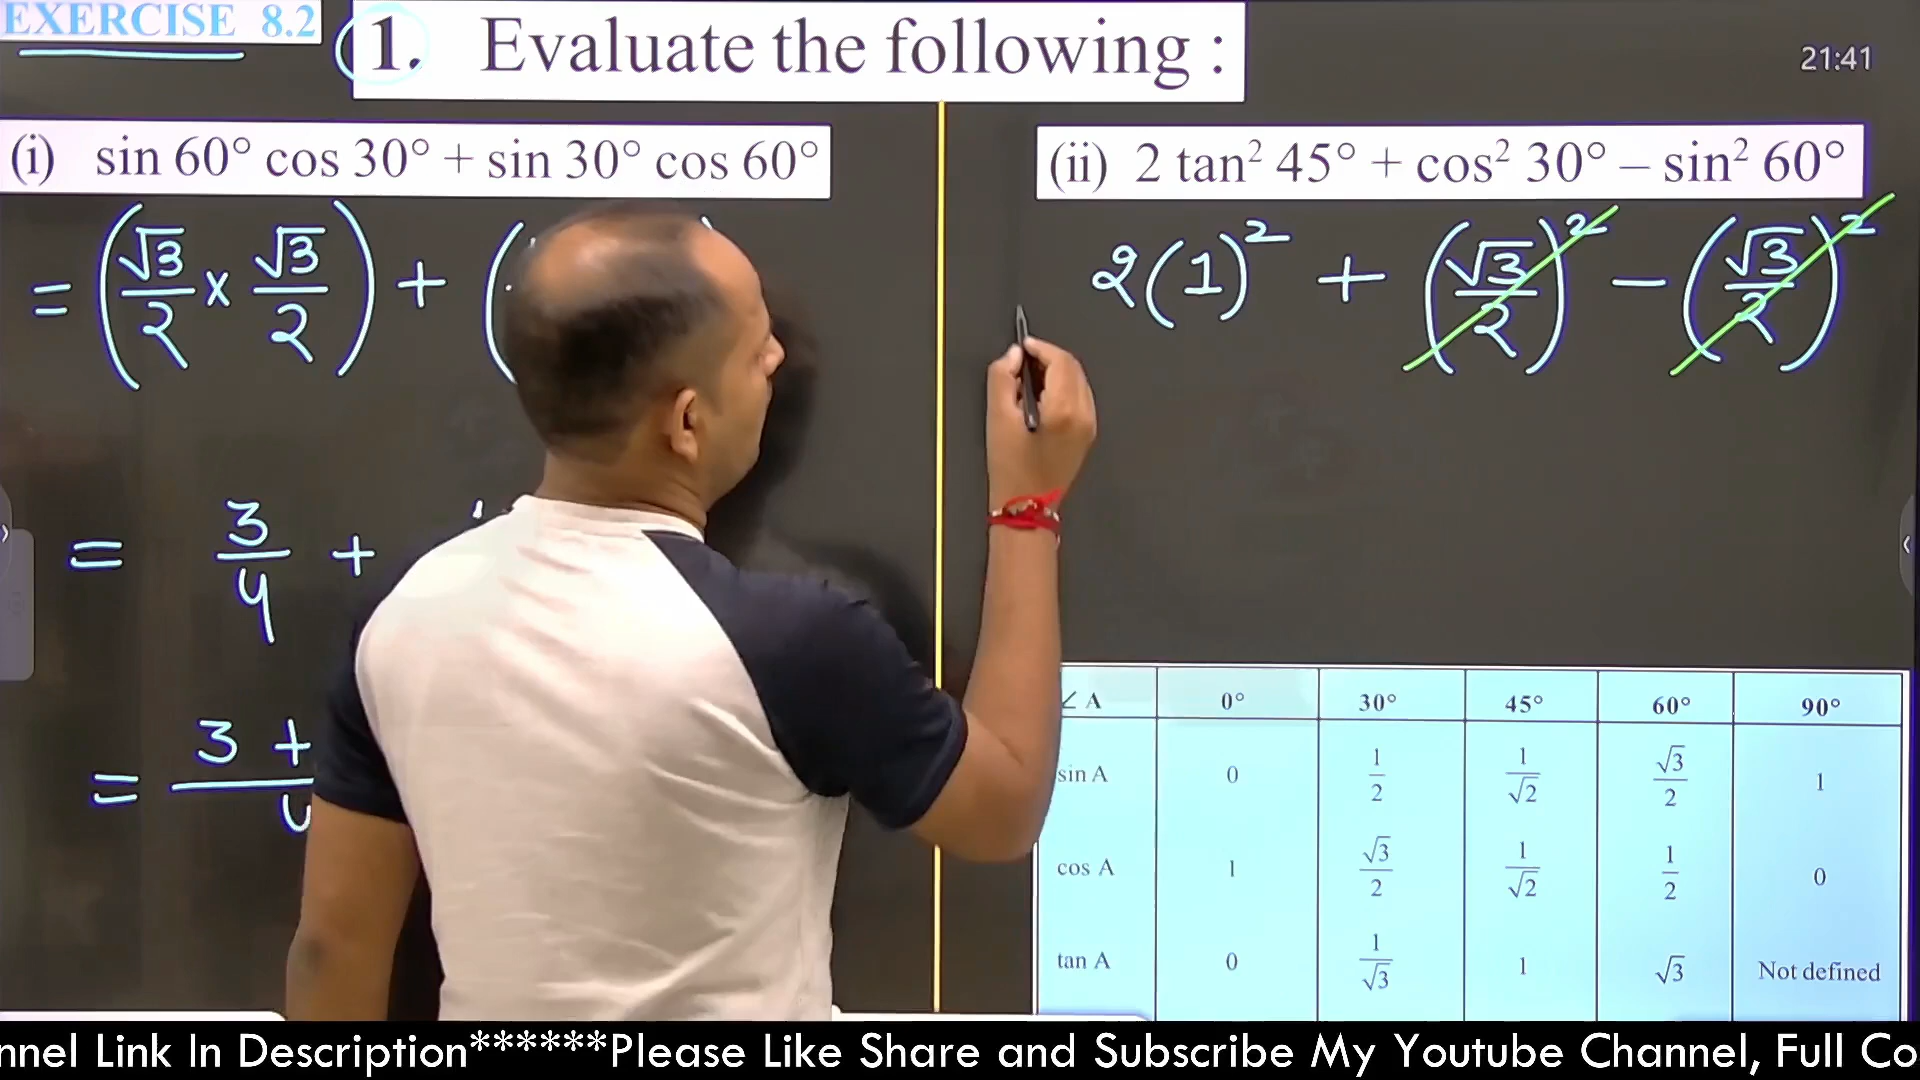 EXERCISE 8.2
1. Evaluate the following :
21:41
(i) sin 60° cos 30° + sin 30° cos 60°
= (√3/2 × √3/2) + (
= 3/4 +
= 3 +
(ii) 2 tan² 45° + cos² 30° – sin² 60°
2(1)² + (√3/2)² – (√3/2)²
∠ A 0° 30° 45° 60° 90°
sin A 0 1/2 1/√2 √3/2 1
cos A 1 √3/2 1/√2 1/2 0
tan A 0 1/√3 1 √3 Not defined
nnel Link In Description******Please Like Share and Subscribe My Youtube Channel, Full Co